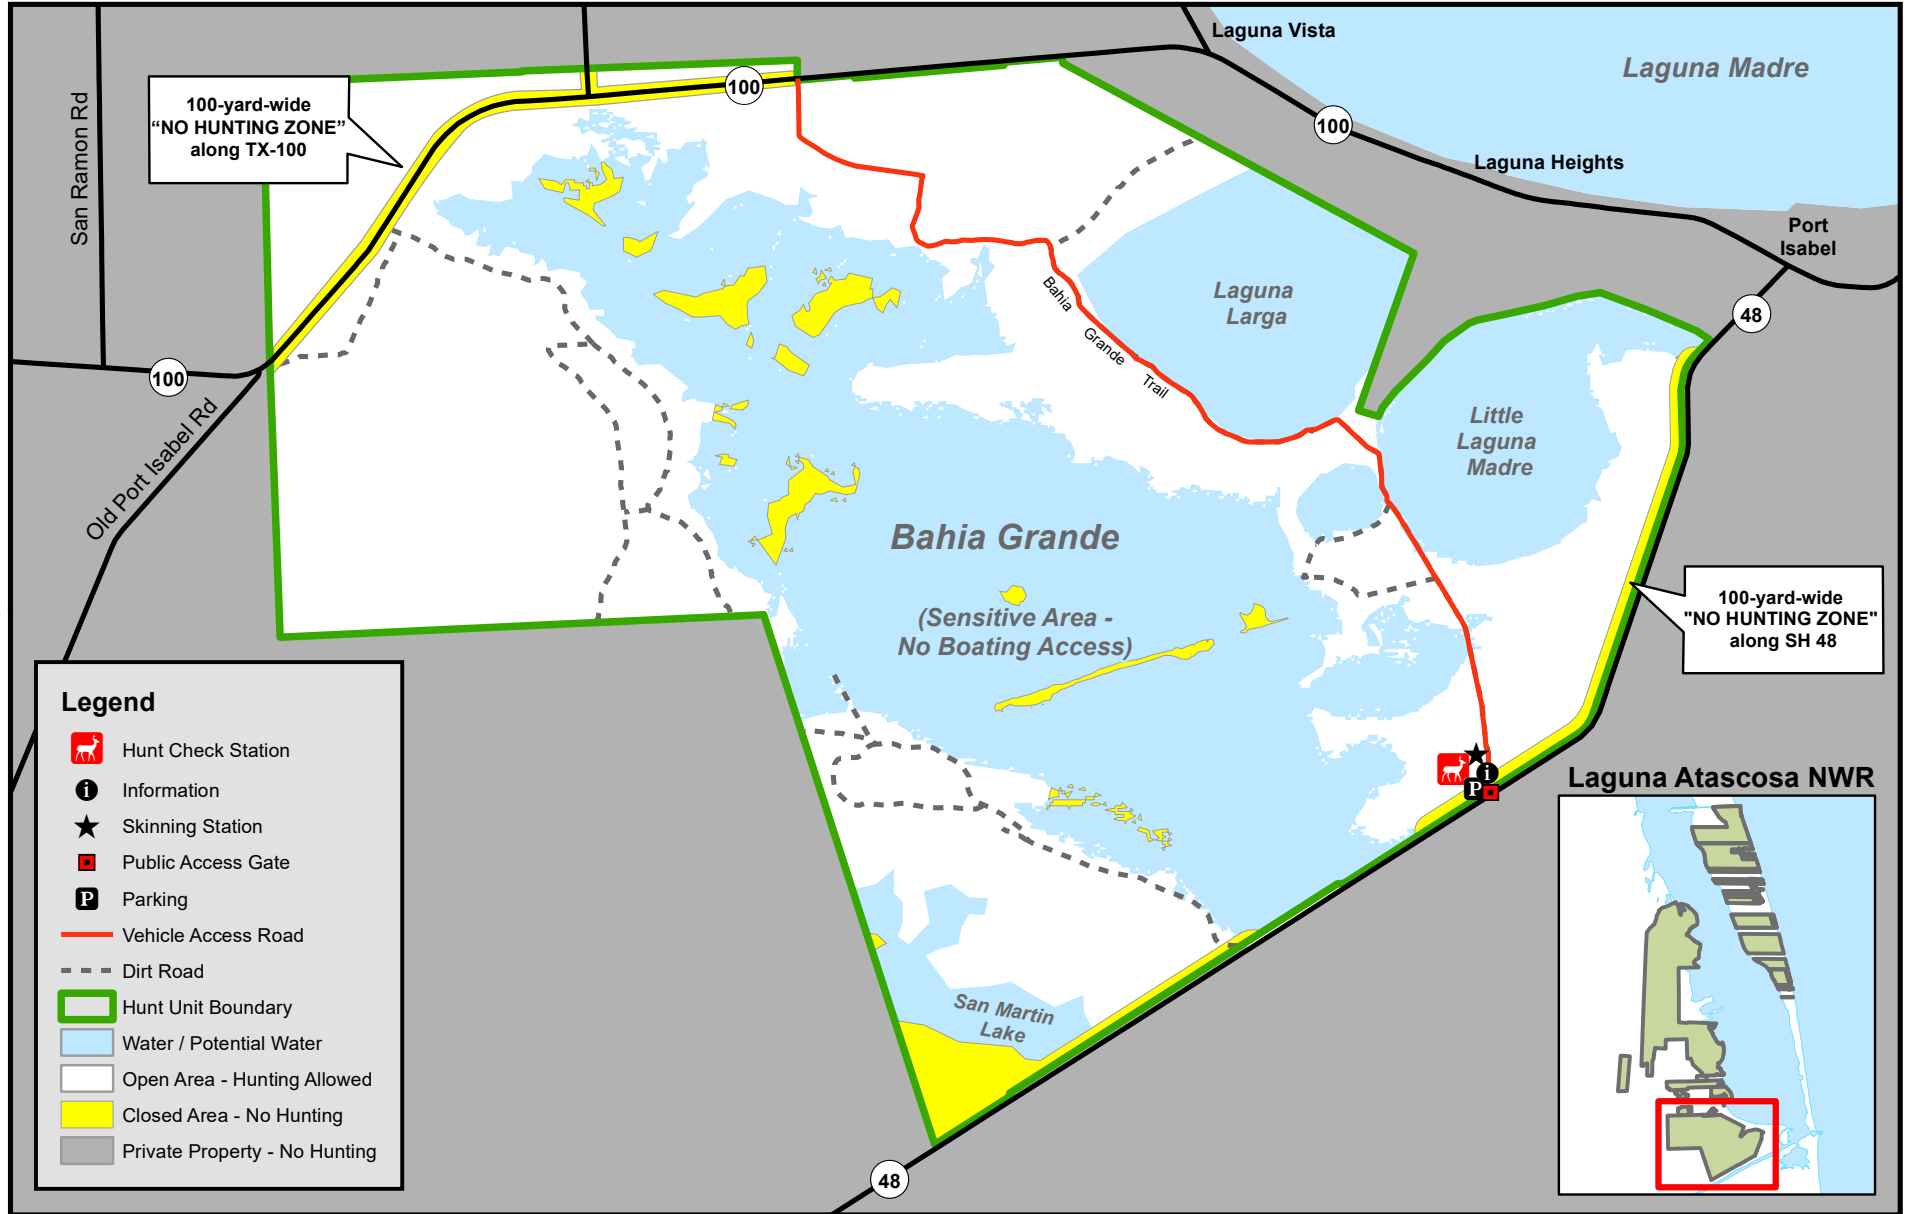 Laguna Vista
Laguna Madre
100-yard-wide
“NO HUNTING ZONE”
along TX-100
100
100
San Ramon Rd
Laguna Heights
Port
Isabel
Laguna
Larga
Bahia Grande Trail
48
100
Old Port Isabel Rd
Little
Laguna
Madre
Bahia Grande
(Sensitive Area -
No Boating Access)
100-yard-wide
"NO HUNTING ZONE"
along SH 48
Legend
Hunt Check Station
i Information
Skinning Station
Public Access Gate
P Parking
Vehicle Access Road
Dirt Road
Hunt Unit Boundary
Water / Potential Water
Open Area - Hunting Allowed
Closed Area - No Hunting
Private Property - No Hunting
i
P
Laguna Atascosa NWR
San Martin
Lake
48